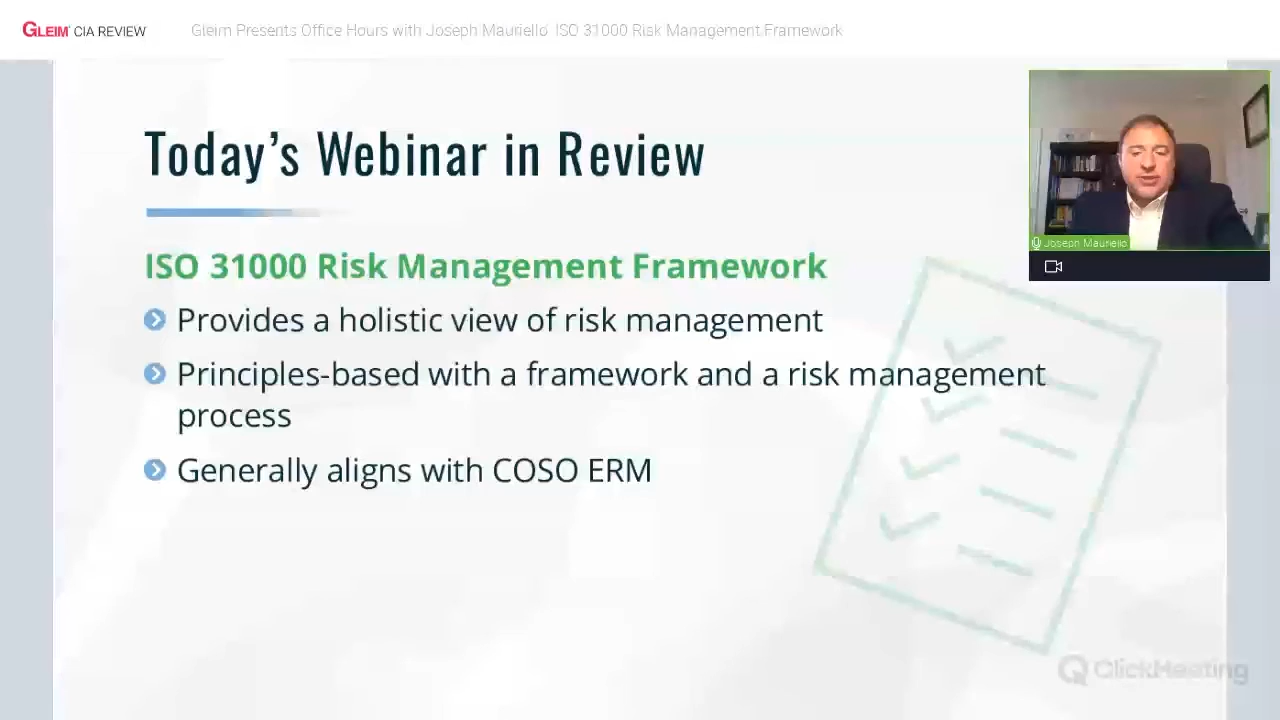 GLEIM CIA REVIEW
Gleim Presents Office Hours with Joseph Mauriello ISO 31000 Risk Management Framework
Today's Webinar in Review
ISO 31000 Risk Management Framework
Provides a holistic view of risk management
Principles-based with a framework and a risk management
process
Generally aligns with COSO ERM
Joseph Mauriello
ClickMeeting